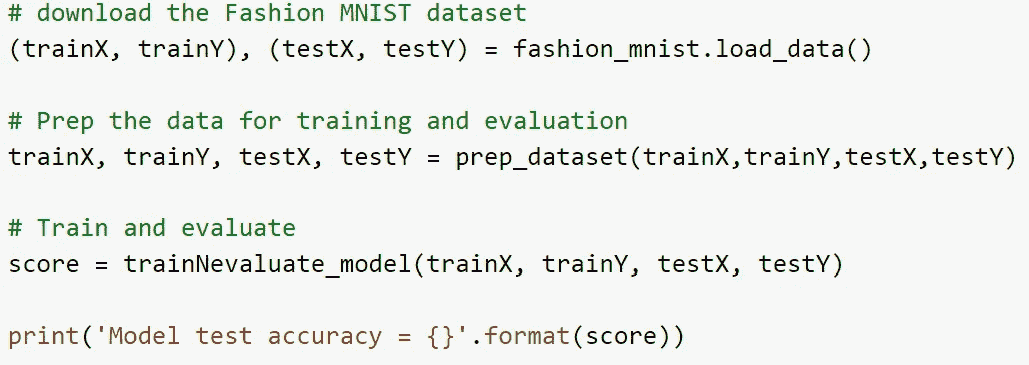 # download the Fashion MNIST dataset
(trainX, trainY), (testX, testY) = fashion_mnist.load_data()
# Prep the data for training and evaluation
trainX, trainY, testX, testY = prep_dataset(trainX,trainY,testX,testY)
# Train and evaluate
score = trainNevaluate_model(trainX, trainY, testX, testY)
print('Model test accuracy = {}'.format(score))